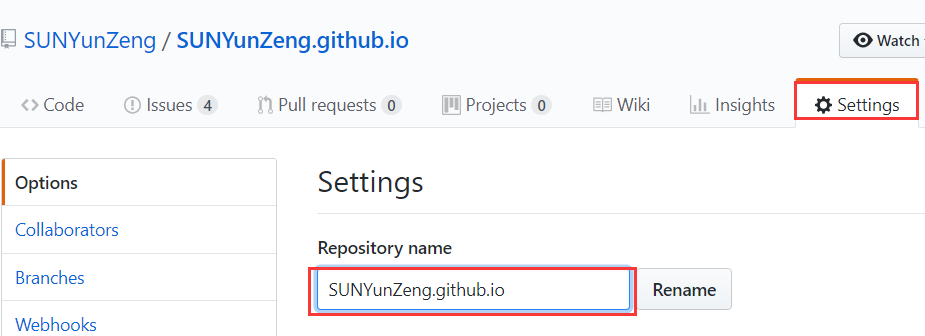 SUNYunZeng / SUNYunZeng.github.io
Watch
Code Issues 4 Pull requests 0 Projects 0 Wiki Insights Settings
Options
Collaborators
Branches
Webhooks
Settings
Repository name
SUNYunZeng.github.io Rename